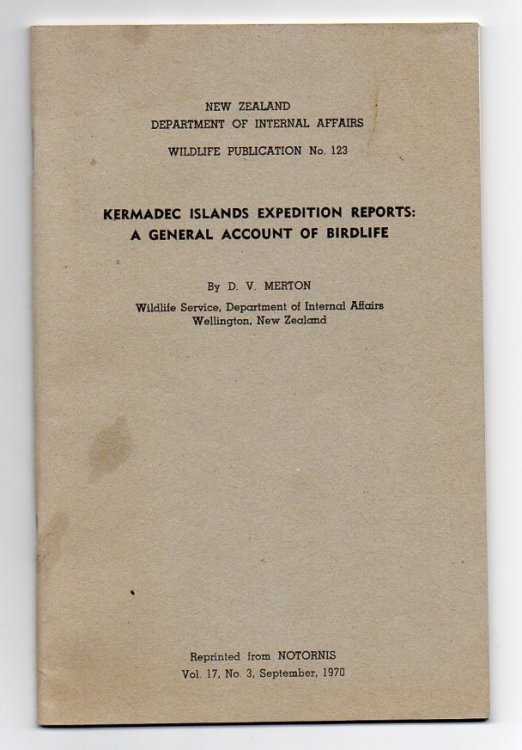 NEW ZEALAND
DEPARTMENT OF INTERNAL AFFAIRS
WILDLIFE PUBLICATION No. 123
KERMADEC ISLANDS EXPEDITION REPORTS:
A GENERAL ACCOUNT OF BIRDLIFE
By D. V. MERTON
Wildlife Service, Department of Internal Affairs
Wellington, New Zealand
Reprinted from NOTORNIS
Vol. 17, No. 3, September, 1970